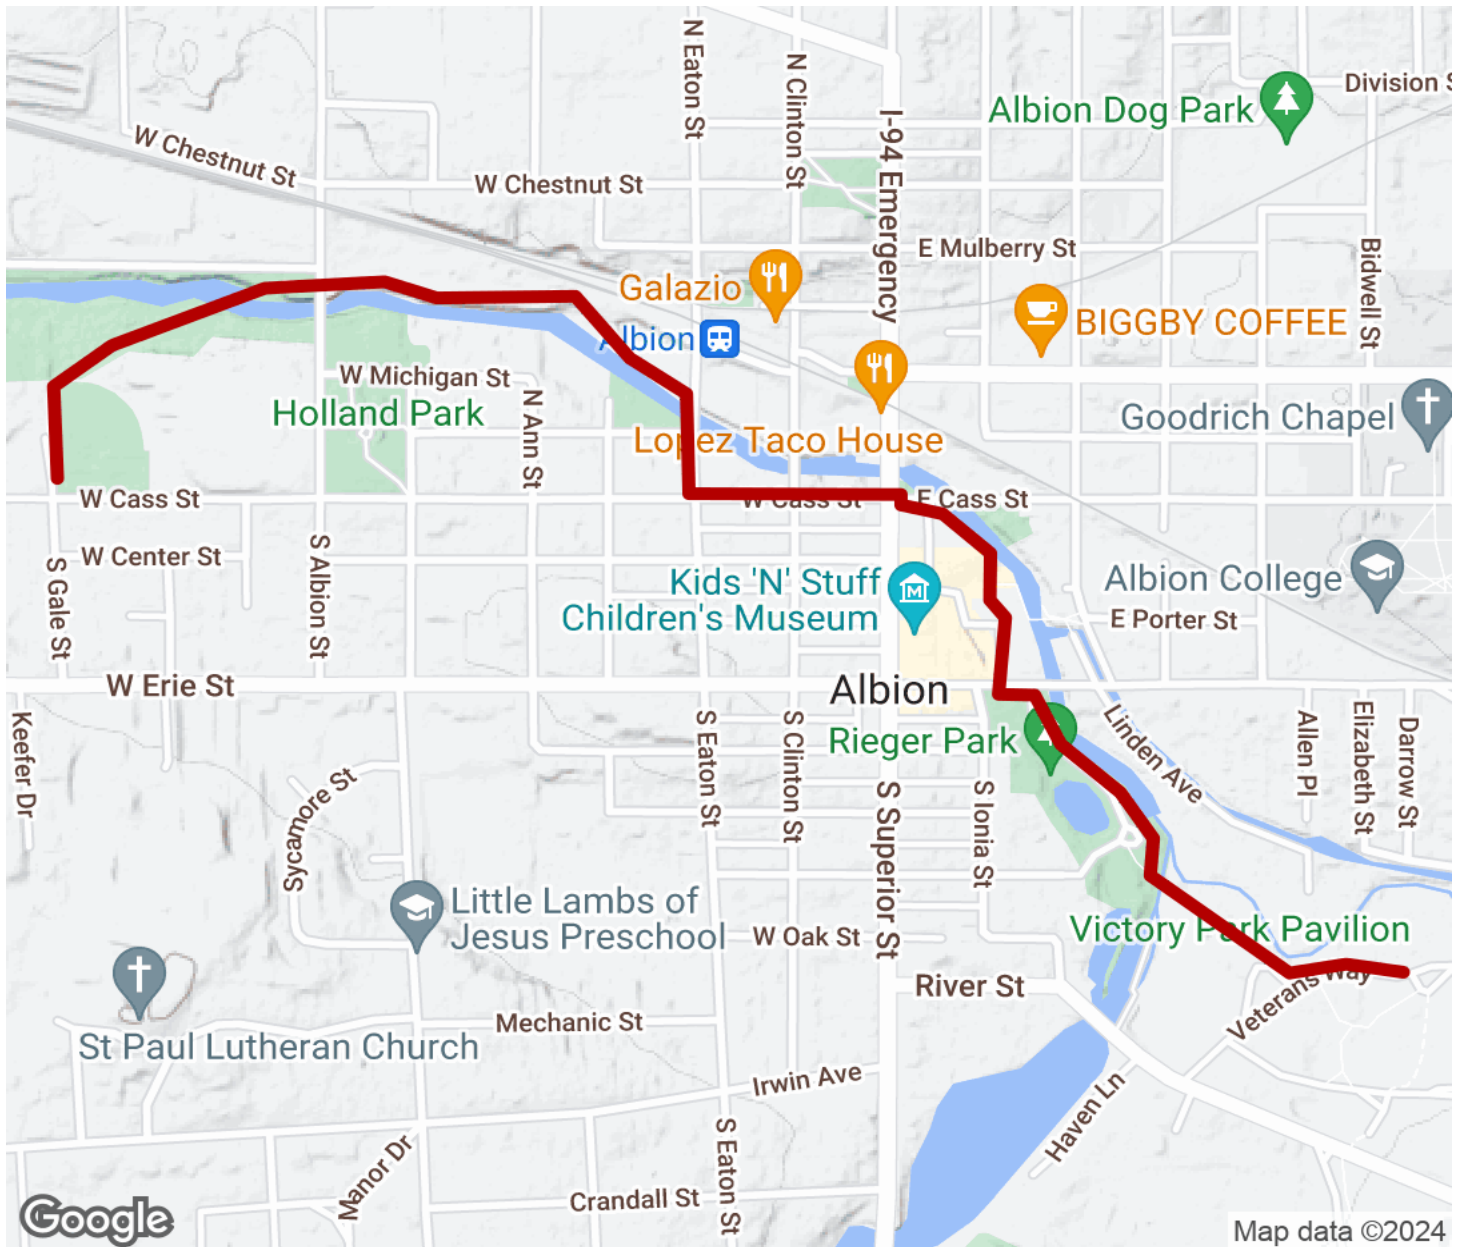 N Eaton St
N Clinton St
I-94 Emergency
Division S
Albion Dog Park
W Chestnut St
W Chestnut St
E Mulberry St
Bidwell St
Galazio
BIGGBY COFFEE
Albion
W Michigan St
Holland Park
N Ann St
Goodrich Chapel
Lopez Taco House
W Cass St
W Cass St
E Cass St
W Center St
S Gale St
S Albion St
Kids 'N' Stuff
Children's Museum
Albion College
E Porter St
W Erie St
Albion
Keefer Dr
Rieger Park
S Eaton St
S Clinton St
Linden Ave
Allen Pl
Elizabeth St
Darrow St
Sycamore St
S Superior St
S Ionia St
Little Lambs of
Jesus Preschool
W Oak St
Victory Park Pavilion
River St
Veterans Way
Mechanic St
St Paul Lutheran Church
Irwin Ave
Haven Ln
Manor Dr
S Eaton St
Crandall St
Google
Map data ©2024